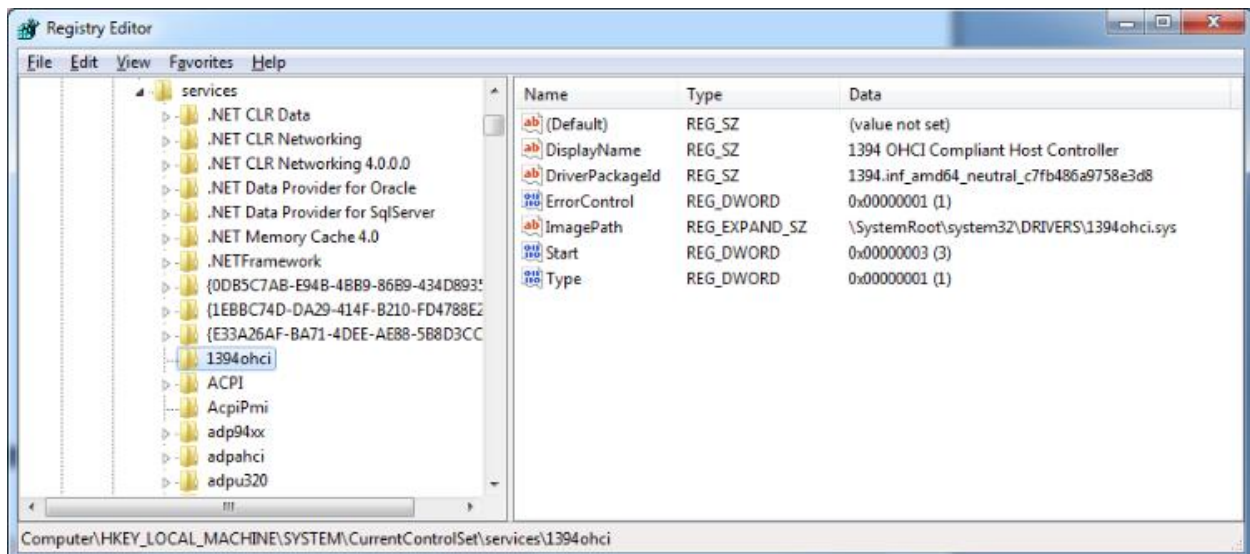 Registry Editor
File Edit View Favorites Help
services
.NET CLR Data
.NET CLR Networking
.NET CLR Networking 4.0.0.0
.NET Data Provider for Oracle
.NET Data Provider for SqlServer
.NET Memory Cache 4.0
.NETFramework
{0DB5C7AB-E94B-4BB9-86B9-434D8935
{1EBBC74D-DA29-414F-B210-FD4788E2
{E33A26AF-BA71-4DEE-AE88-5B8D3CC
1394ohci
ACPI
AcpiPmi
adp94xx
adpahci
adpu320
Name Type Data
(Default) REG_SZ (value not set)
DisplayName REG_SZ 1394 OHCI Compliant Host Controller
DriverPackageId REG_SZ 1394.inf_amd64_neutral_c7fb486a9758e3d8
ErrorControl REG_DWORD 0x00000001 (1)
ImagePath REG_EXPAND_SZ \SystemRoot\system32\DRIVERS\1394ohci.sys
Start REG_DWORD 0x00000003 (3)
Type REG_DWORD 0x00000001 (1)
Computer\HKEY_LOCAL_MACHINE\SYSTEM\CurrentControlSet\services\1394ohci